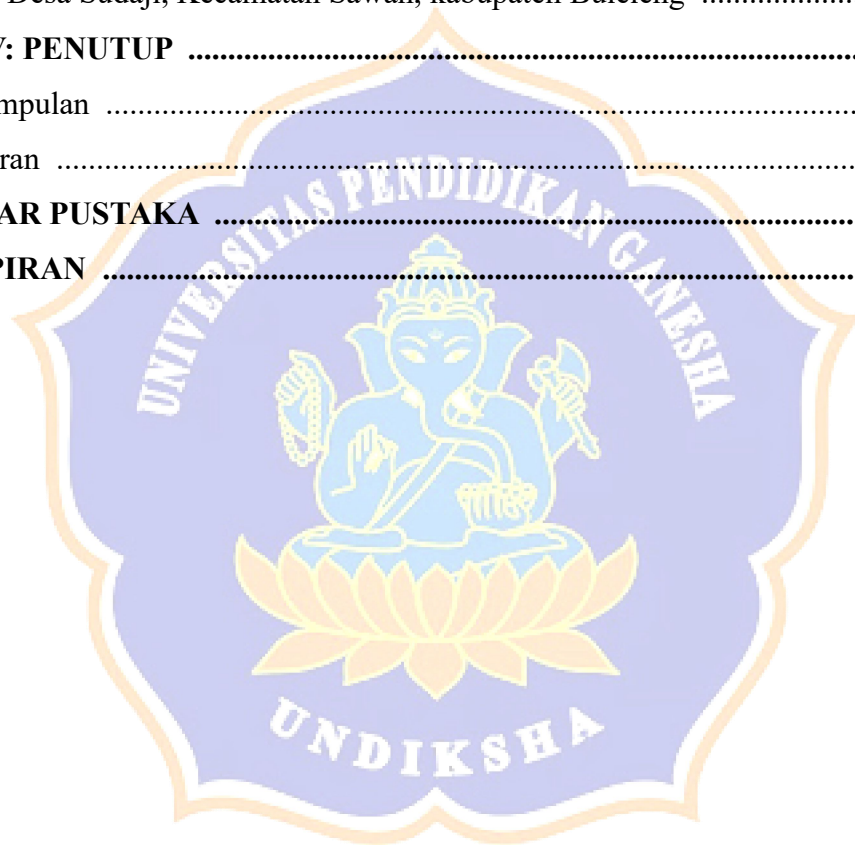 Desa Sudaji, Kecamatan Sawan, kabupaten Buleleng ....................
V: PENUTUP ....................................................................................
mpulan ................................................................................................
ran ......................................................................................................
AR PUSTAKA ................................................................................
PIRAN ..............................................................................................
UNIVERSITAS PENDIDIKAN GANESHA
UNDIKSHA